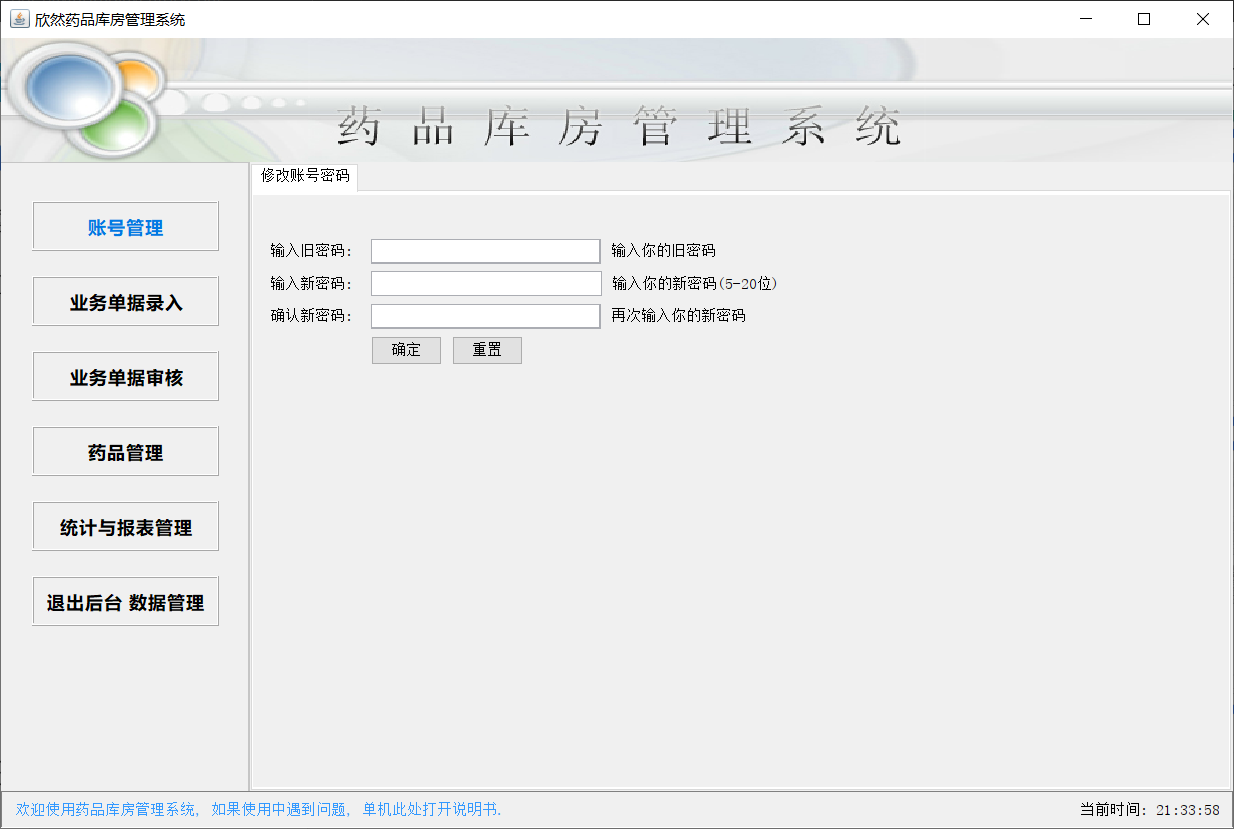 欣然药品库房管理系统
药品库房管理系统
修改账号密码
账号管理
业务单据录入
业务单据审核
药品管理
统计与报表管理
退出后台 数据管理
输入旧密码: 输入你的旧密码
输入新密码: 输入你的新密码(5-20位)
确认新密码: 再次输入你的新密码
确定 重置
欢迎使用药品库房管理系统, 如果使用中遇到问题, 单机此处打开说明书. 当前时间: 21:33:58